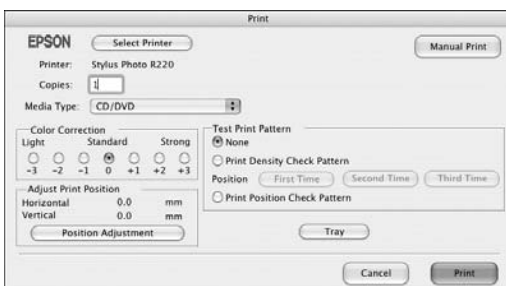 Print
EPSON
Select Printer
Manual Print
Printer: Stylus Photo R220
Copies: 1
Media Type: CD/DVD
Color Correction
Light Standard Strong
-3 -2 -1 0 +1 +2 +3
Adjust Print Position
Horizontal 0.0 mm
Vertical 0.0 mm
Position Adjustment
Test Print Pattern
None
Print Density Check Pattern
Position First Time Second Time Third Time
Print Position Check Pattern
Tray
Cancel Print